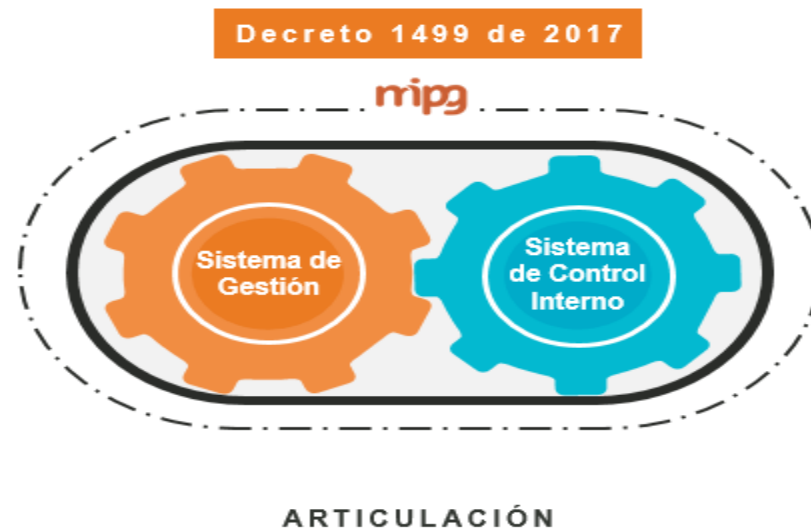 Decreto 1499 de 2017
mipg
Sistema de
Gestión
Sistema
de Control
Interno
ARTICULACIÓN